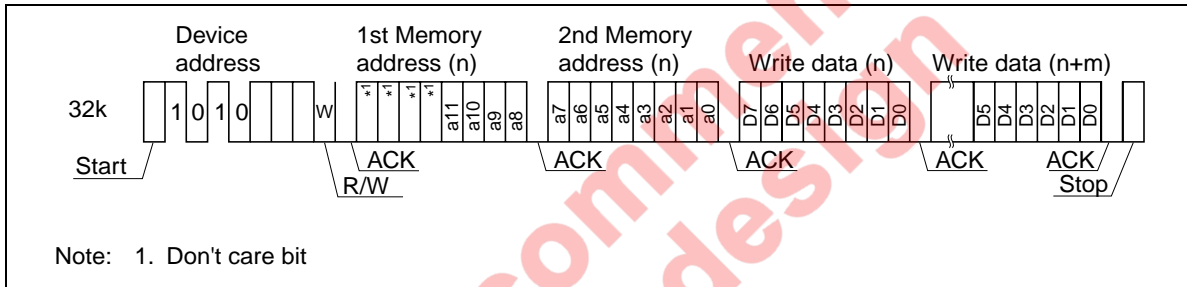 Device address
1st Memory address (n)
2nd Memory address (n)
Write data (n)
Write data (n+m)
32k
1 0 1 0 W *1 *1 *1 *1 a11 a10 a9 a8 a7 a6 a5 a4 a3 a2 a1 a0 D7 D6 D5 D4 D3 D2 D1 D0 D5 D4 D3 D2 D1 D0
Start
R/W
ACK
ACK
ACK
ACK
ACK
Stop
Note: 1. Don't care bit
design